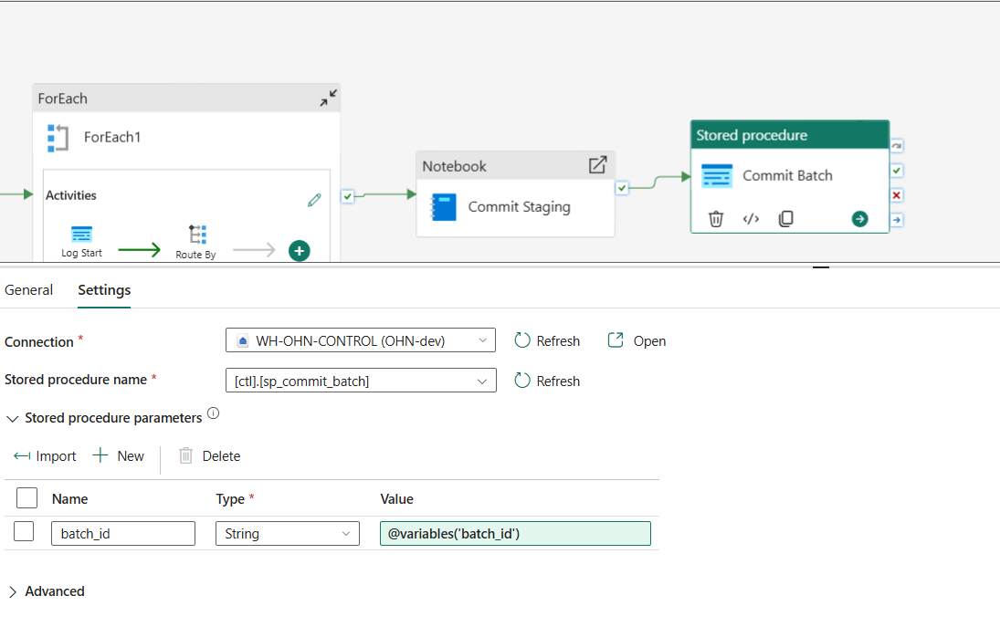 ForEach
ForEach1
Activities
Log Start
Route By
Notebook
Commit Staging
Stored procedure
Commit Batch
General Settings
Connection * WH-OHN-CONTROL (OHN-dev) Refresh Open
Stored procedure name * [ctl].[sp_commit_batch] Refresh
Stored procedure parameters
Import New Delete
Name Type * Value
batch_id String @variables('batch_id')
Advanced